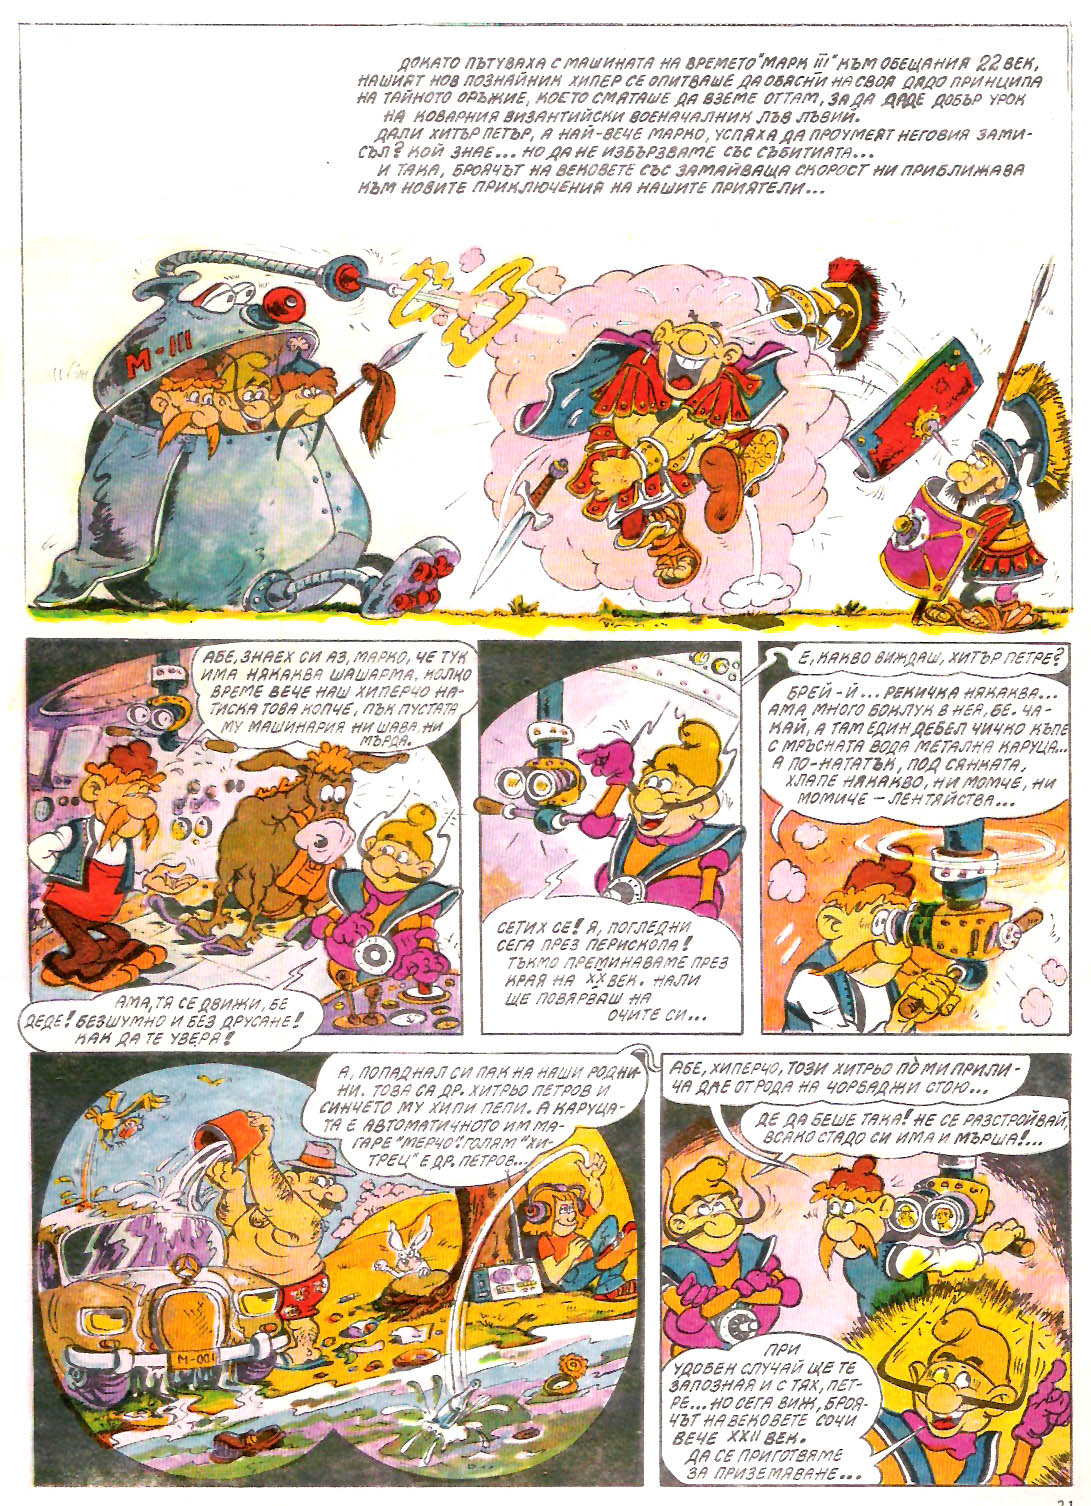 ДОКАТО ПЪТУВАХА С МАШИНАТА НА ВРЕМЕТО "МАРК III" КЪМ ОБЕЩАНИЯ 22 ВЕК,
НАШИЯТ НОВ ПОЗНАЙНИК ХИПЕР СЕ ОПИТВАШЕ ДА ОБЯСНИ НА СВОЯ ДЯДО ПРИНЦИПА
НА ТАЙНОТО ОРЪЖИЕ, КОЕТО СМЯТАШЕ ДА ВЗЕМЕ ОТТАМ, ЗА ДА ДАДЕ ДОБЪР УРОК
НА КОВАРНИЯ ВИЗАНТИЙСКИ ВОЕНАЧАЛНИК ЛЪВ ЛЪВИЙ.
ДАЛИ ХИТЪР ПЕТЪР, А НАЙ-ВЕЧЕ МАРКО, УСПЯХА ДА ПРОУМЕЯТ НЕГОВИЯ ЗАМИ-
СЪЛ? КОЙ ЗНАЕ... НО ДА НЕ ИЗБЪРЗВАМЕ СЪС СЪБИТИЯТА...
И ТАКА, БРОЯЧЪТ НА ВЕКОВЕТЕ СЪС ЗАМАЙВАЩА СКОРОСТ НИ ПРИБЛИЖАВА
КЪМ НОВИТЕ ПРИКЛЮЧЕНИЯ НА НАШИТЕ ПРИЯТЕЛИ...
М-III
АБЕ, ЗНАЕХ СИ АЗ, МАРКО, ЧЕ ТУК
ИМА НЯКАКВА ШАШАРМА. КОЛКО
ВРЕМЕ ВЕЧЕ НАШ ХИПЕРЧО НА-
ТИСКА ТОВА КОПЧЕ, ПЪК ПУСТАТА
МУ МАШИНАРИЯ НИ ШАВА, НИ
МЪРДА.
АМА, ТЯ СЕ ДВИЖИ, БЕ
ДЕДЕ! БЕЗШУМНО И БЕЗ ДРУСАНЕ!
КАК ДА ТЕ УВЕРЯ!
СЕТИХ СЕ! Я, ПОГЛЕДНИ
СЕГА ПРЕЗ ПЕРИСКОПА!
ТЪКМО ПРЕМИНАВАМЕ ПРЕЗ
КРАЯ НА XX ВЕК. НАЛИ
ЩЕ ПОВЯРВАШ НА
ОЧИТЕ СИ...
Е, КАКВО ВИЖДАШ, ХИТЪР ПЕТРЕ?
БРЕЙ-Й... РЕКИЧКА НЯКАКВА...
АМА МНОГО БОКЛУК В НЕЯ, БЕ. ЧА-
КАЙ, А ТАМ ЕДИН ДЕБЕЛ ЧИЧКО КЪПЕ
С МРЪСНАТА ВОДА МЕТАЛНА КАРУЦА...
А ПО-НАТАТЪК, ПОД СЯНКАТА,
ХЛАПЕ НЯКАКВО, НИ МОМЧЕ, НИ
МОМИЧЕ – ЛЕНТЯЙСТВА...
А, ПОПАДНАЛ СИ ПАК НА НАШИ РОДНИ-
НИ. ТОВА СА ДР. ХИТРЬО ПЕТРОВ И
СИНЧЕТО МУ ХИПИ ПЕПИ. А КАРУЦА-
ТА Е АВТОМАТИЧНОТО ИМ МА-
ГАРЕ "МЕРЧО". ГОЛЯМ "ХИ-
ТРЕЦ" Е ДР. ПЕТРОВ...
М-001
АБЕ, ХИПЕРЧО, ТОЗИ ХИТРЬО ПО МИ ПРИЛИ-
ЧА ДА Е ОТ РОДА НА ЧОРБАДЖИ СТОЮ...
ДЕ ДА БЕШЕ ТАКА! НЕ СЕ РАЗСТРОЙВАЙ,
ВСЯКО СТАДО СИ ИМА И МЪРША!...
ПРИ
УДОБЕН СЛУЧАЙ ЩЕ ТЕ
ЗАПОЗНАЯ И С ТЯХ, ПЕТ-
РЕ... НО СЕГА ВИЖ, БРОЯ-
ЧЪТ НА ВЕКОВЕТЕ СОЧИ
ВЕЧЕ XXII ВЕК.
ДА СЕ ПРИГОТВЯМЕ
ЗА ПРИЗЕМЯВАНЕ...